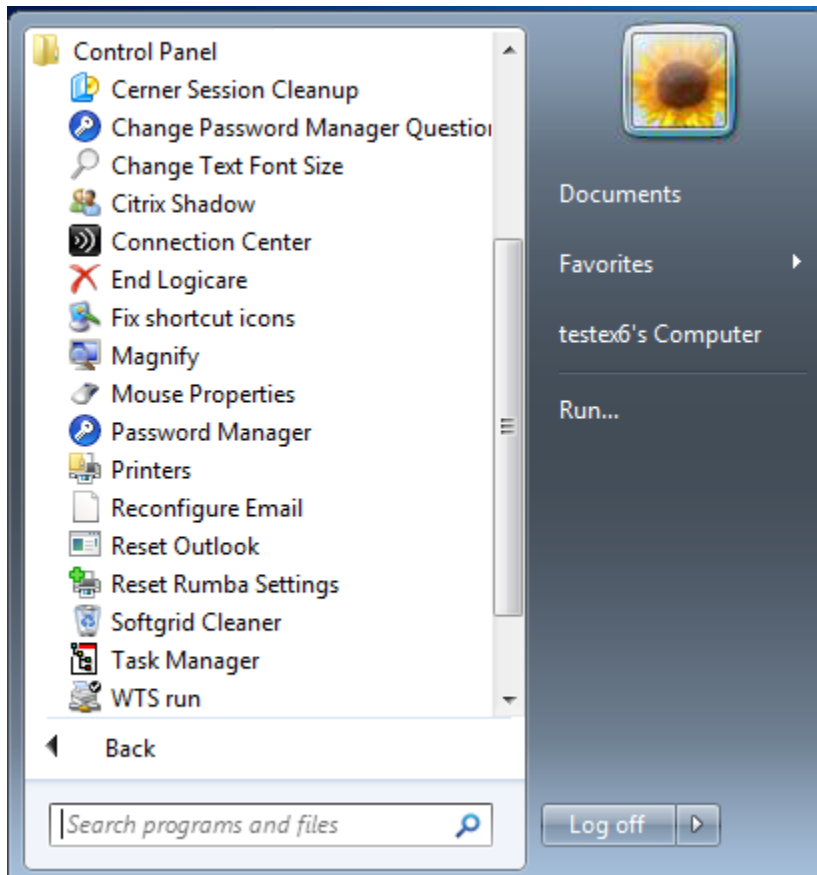 Control Panel
Cerner Session Cleanup
Change Password Manager Question
Change Text Font Size
Citrix Shadow
Connection Center
End Logicare
Fix shortcut icons
Magnify
Mouse Properties
Password Manager
Printers
Reconfigure Email
Reset Outlook
Reset Rumba Settings
Softgrid Cleaner
Task Manager
WTS run
Back
Search programs and files
Documents
Favorites
testex6's Computer
Run...
Log off